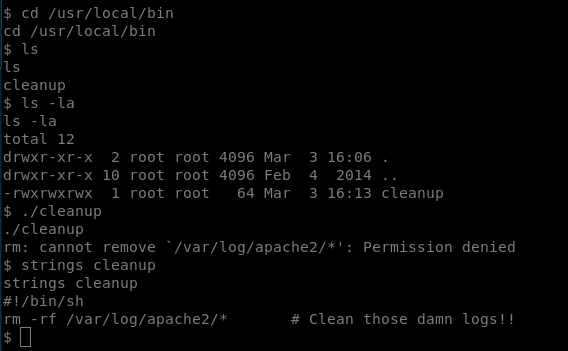 $ cd /usr/local/bin
cd /usr/local/bin
$ ls
ls
cleanup
$ ls -la
ls -la
total 12
drwxr-xr-x  2 root root 4096 Mar  3 16:06 .
drwxr-xr-x 10 root root 4096 Feb  4  2014 ..
-rwxrwxrwx  1 root root   64 Mar  3 16:13 cleanup
$ ./cleanup
./cleanup
rm: cannot remove `/var/log/apache2/*': Permission denied
$ strings cleanup
strings cleanup
#!/bin/sh
rm -rf /var/log/apache2/*       # Clean those damn logs!!
$